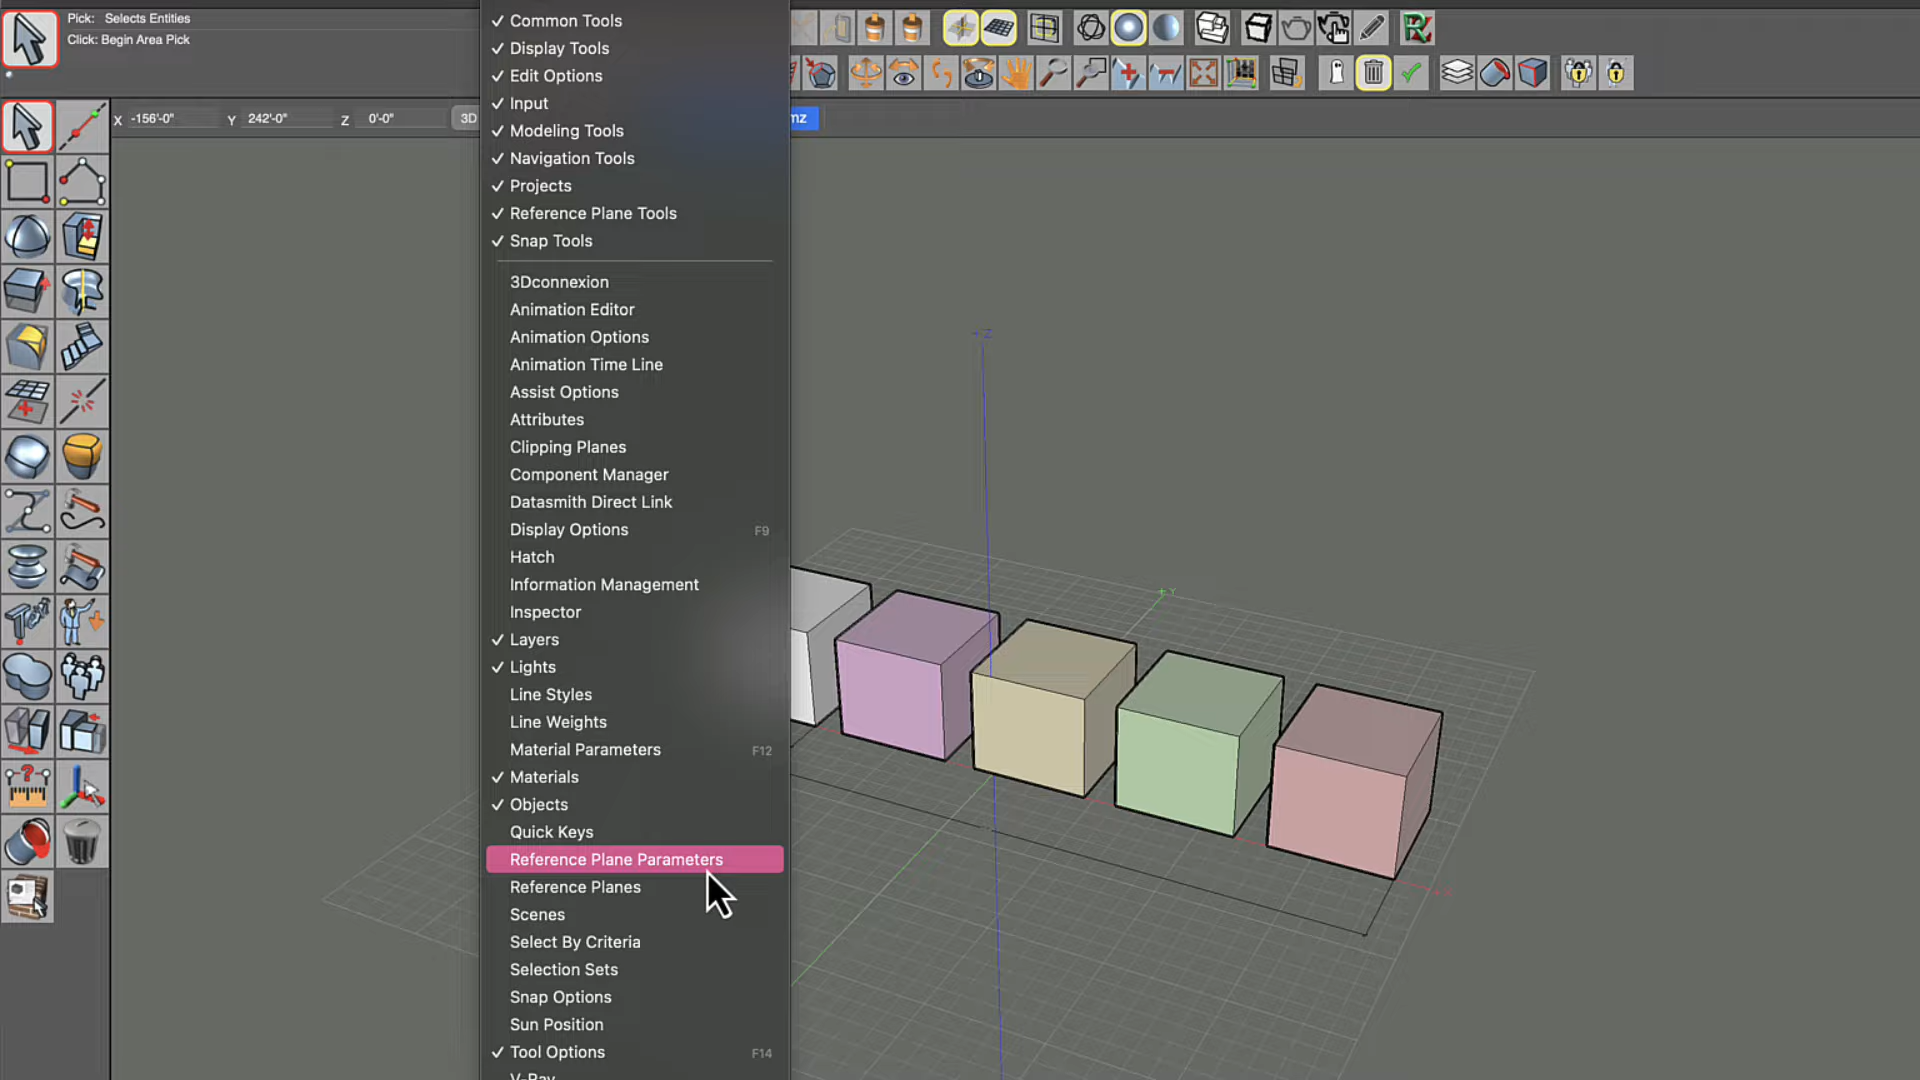 Pick: Selects Entities
Click: Begin Area Pick
X -156'-0" Y 242'-0" Z 0'-0" 3D
mz
✓ Common Tools
✓ Display Tools
✓ Edit Options
✓ Input
✓ Modeling Tools
✓ Navigation Tools
✓ Projects
✓ Reference Plane Tools
✓ Snap Tools
3Dconnexion
Animation Editor
Animation Options
Animation Time Line
Assist Options
Attributes
Clipping Planes
Component Manager
Datasmith Direct Link
Display Options F9
Hatch
Information Management
Inspector
✓ Layers
✓ Lights
Line Styles
Line Weights
Material Parameters F12
✓ Materials
✓ Objects
Quick Keys
Reference Plane Parameters
Reference Planes
Scenes
Select By Criteria
Selection Sets
Snap Options
Sun Position
✓ Tool Options F14
V-Ray
+Z
+Y
X